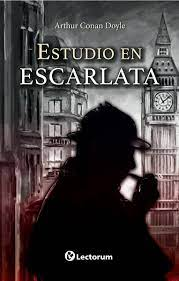 Arthur Conan Doyle
ESTUDIO EN
ESCARLATA
Lectorum